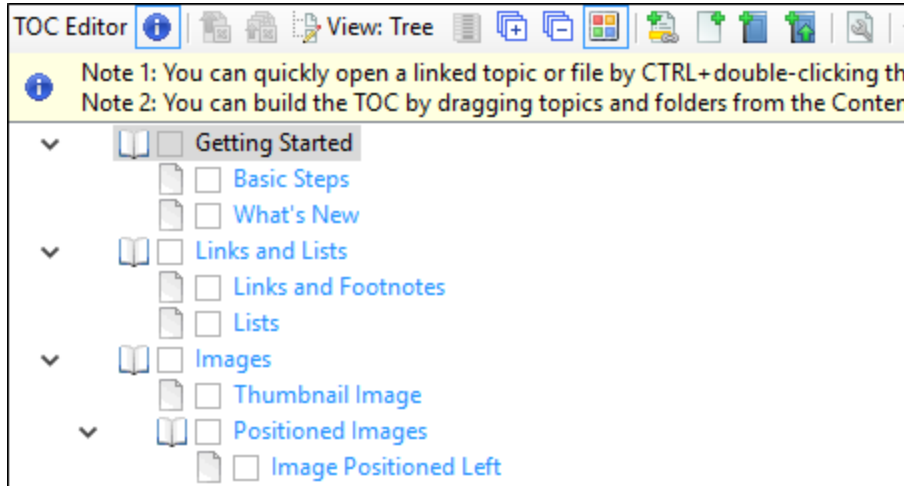 TOC Editor View: Tree
Note 1: You can quickly open a linked topic or file by CTRL+double-clicking th
Note 2: You can build the TOC by dragging topics and folders from the Conter
Getting Started
Basic Steps
What's New
Links and Lists
Links and Footnotes
Lists
Images
Thumbnail Image
Positioned Images
Image Positioned Left